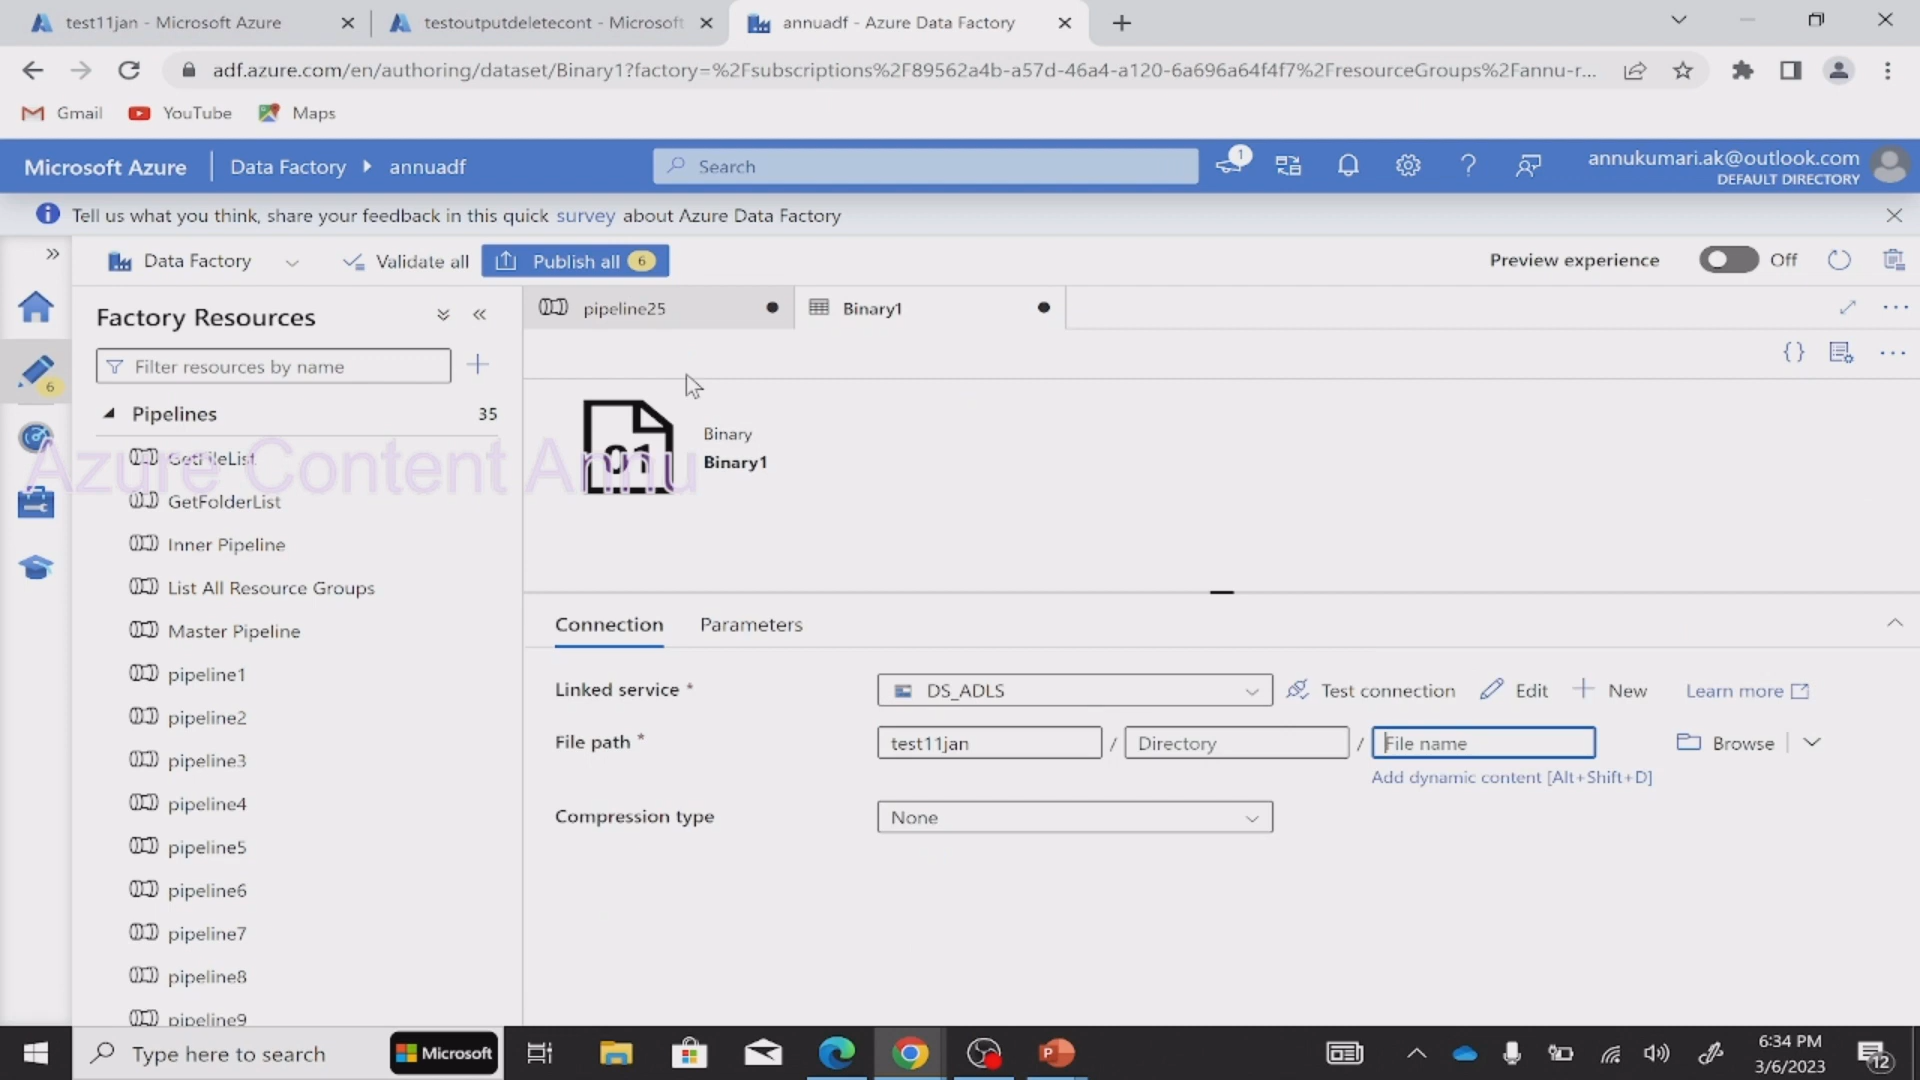 test11jan - Microsoft Azure
testoutputdeletecont - Microsoft
annuadf - Azure Data Factory
adf.azure.com/en/authoring/dataset/Binary1?factory=%2Fsubscriptions%2F89562a4b-a57d-46a4-a120-6a696a64f4f7%2FresourceGroups%2Fannu-r...
Gmail
YouTube
Maps
Microsoft Azure
Data Factory
annuadf
Search
1
annukumari.ak@outlook.com
DEFAULT DIRECTORY
Tell us what you think, share your feedback in this quick survey about Azure Data Factory
Data Factory
Validate all
Publish all 6
Preview experience
Off
Factory Resources
pipeline25
Binary1
6
Filter resources by name
Pipelines 35
Binary
Binary1
01
Azure Content Annu
GetFileList
GetFolderList
Inner Pipeline
List All Resource Groups
Master Pipeline
pipeline1
pipeline2
pipeline3
pipeline4
pipeline5
pipeline6
pipeline7
pipeline8
pipeline9
Connection
Parameters
Linked service *
DS_ADLS
Test connection
Edit
New
Learn more
File path *
test11jan / Directory / File name
Browse
Add dynamic content [Alt+Shift+D]
Compression type
None
Type here to search
Microsoft
6:34 PM
3/6/2023
12